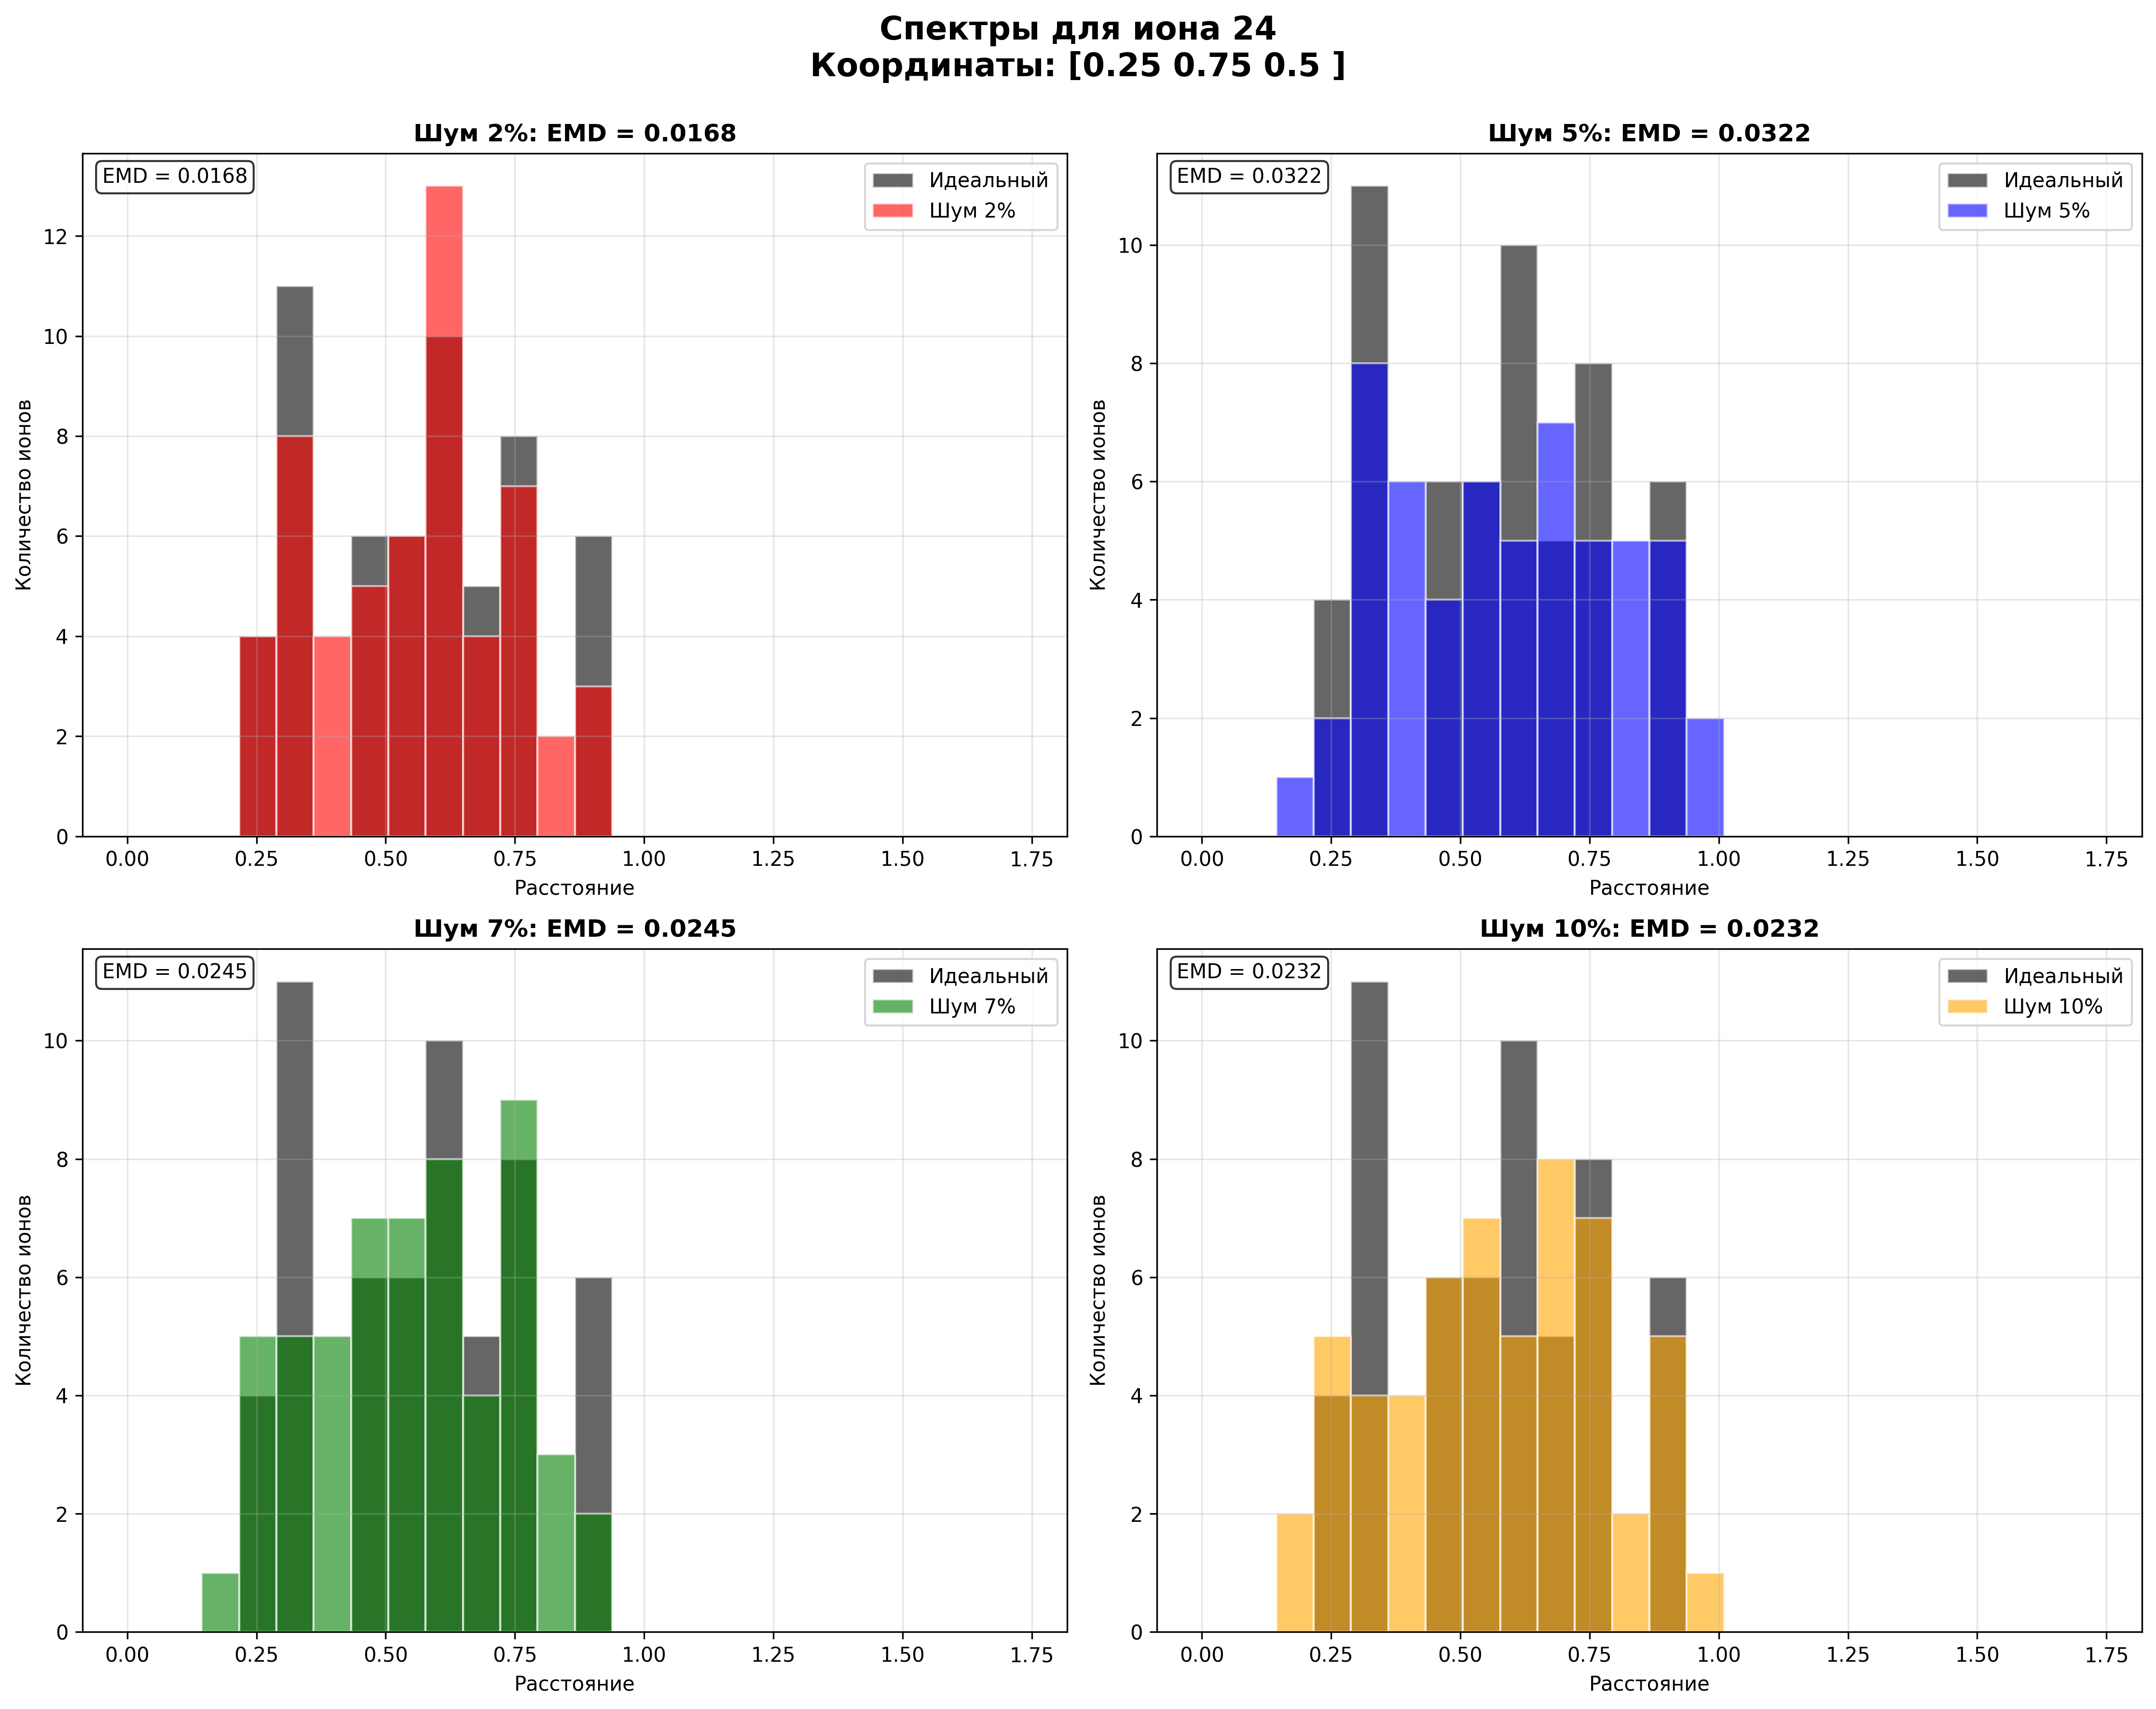 Спектры для иона 24
Координаты: [0.25 0.75 0.5 ]
Шум 2%: EMD = 0.0168
EMD = 0.0168
Идеальный
Шум 2%
Количество ионов
12
10
8
6
4
2
0
0.00 0.25 0.50 0.75 1.00 1.25 1.50 1.75
Расстояние
Шум 5%: EMD = 0.0322
EMD = 0.0322
Идеальный
Шум 5%
Количество ионов
10
8
6
4
2
0
0.00 0.25 0.50 0.75 1.00 1.25 1.50 1.75
Расстояние
Шум 7%: EMD = 0.0245
EMD = 0.0245
Идеальный
Шум 7%
Количество ионов
10
8
6
4
2
0
0.00 0.25 0.50 0.75 1.00 1.25 1.50 1.75
Расстояние
Шум 10%: EMD = 0.0232
EMD = 0.0232
Идеальный
Шум 10%
Количество ионов
10
8
6
4
2
0
0.00 0.25 0.50 0.75 1.00 1.25 1.50 1.75
Расстояние